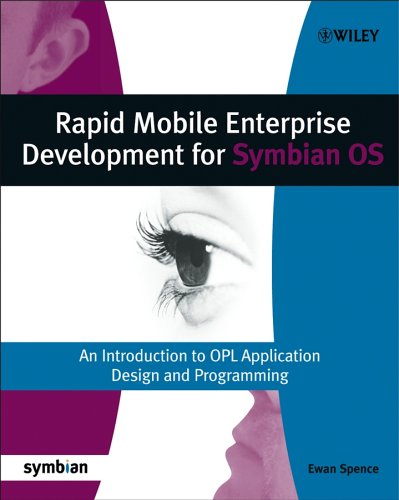 WILEY
Rapid Mobile Enterprise
Development for Symbian OS
An Introduction to OPL Application
Design and Programming
symbian
Ewan Spence